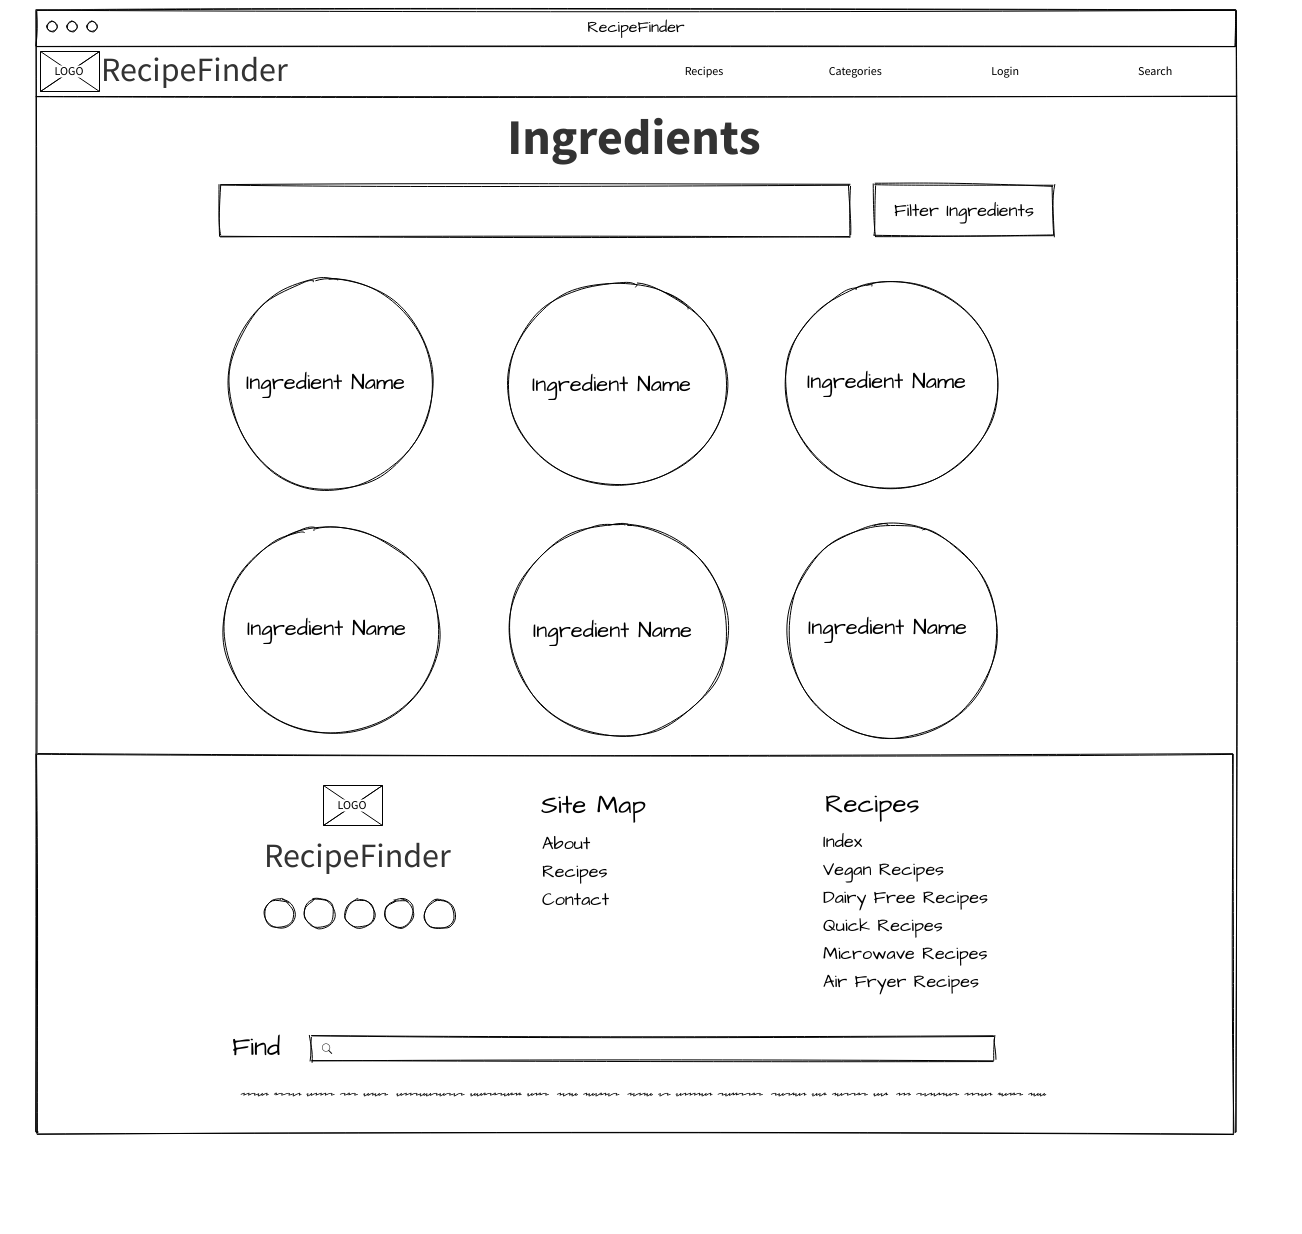 RecipeFinder
LOGO RecipeFinder Recipes Categories Login Search
Ingredients
Filter Ingredients
Ingredient Name Ingredient Name Ingredient Name
Ingredient Name Ingredient Name Ingredient Name
LOGO
RecipeFinder
Site Map
About
Recipes
Contact
Recipes
Index
Vegan Recipes
Dairy Free Recipes
Quick Recipes
Microwave Recipes
Air Fryer Recipes
Find